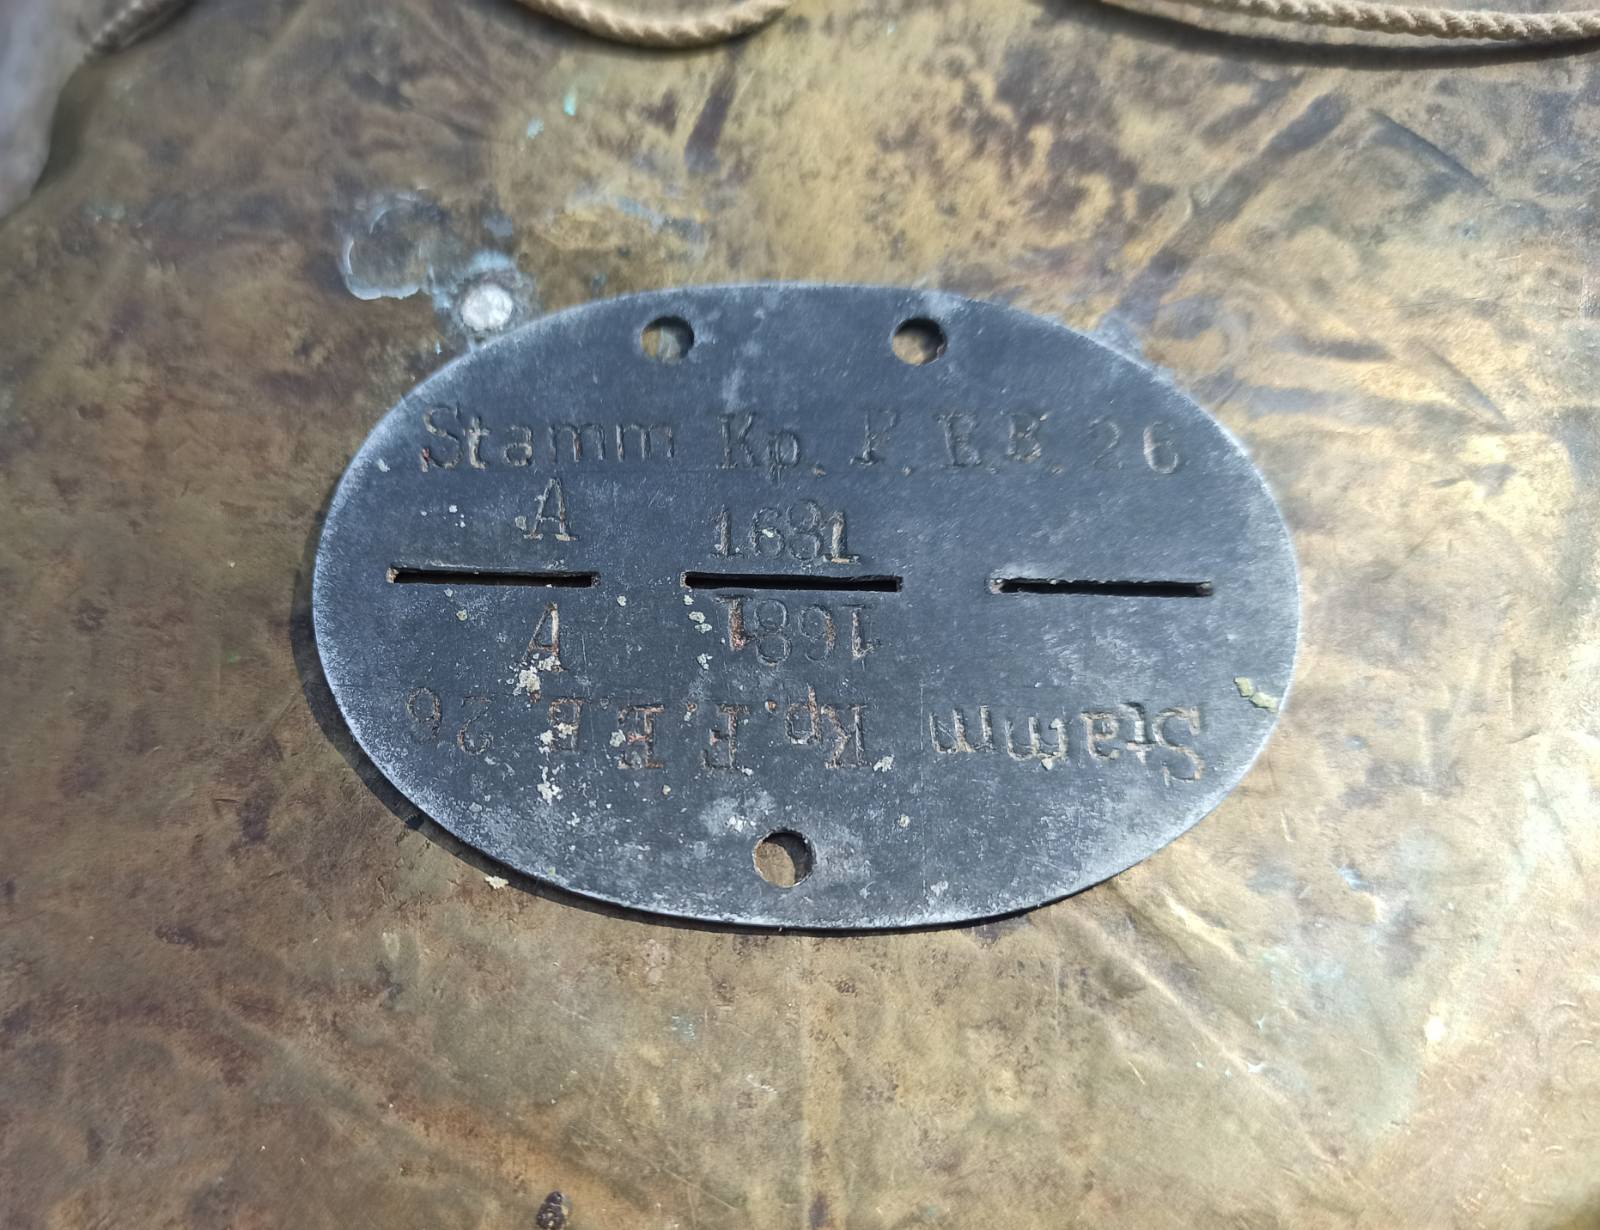 Stamm Kp. F. E.B. 26
A 1681
A 1681
Stamm Kp. F. E.B. 26